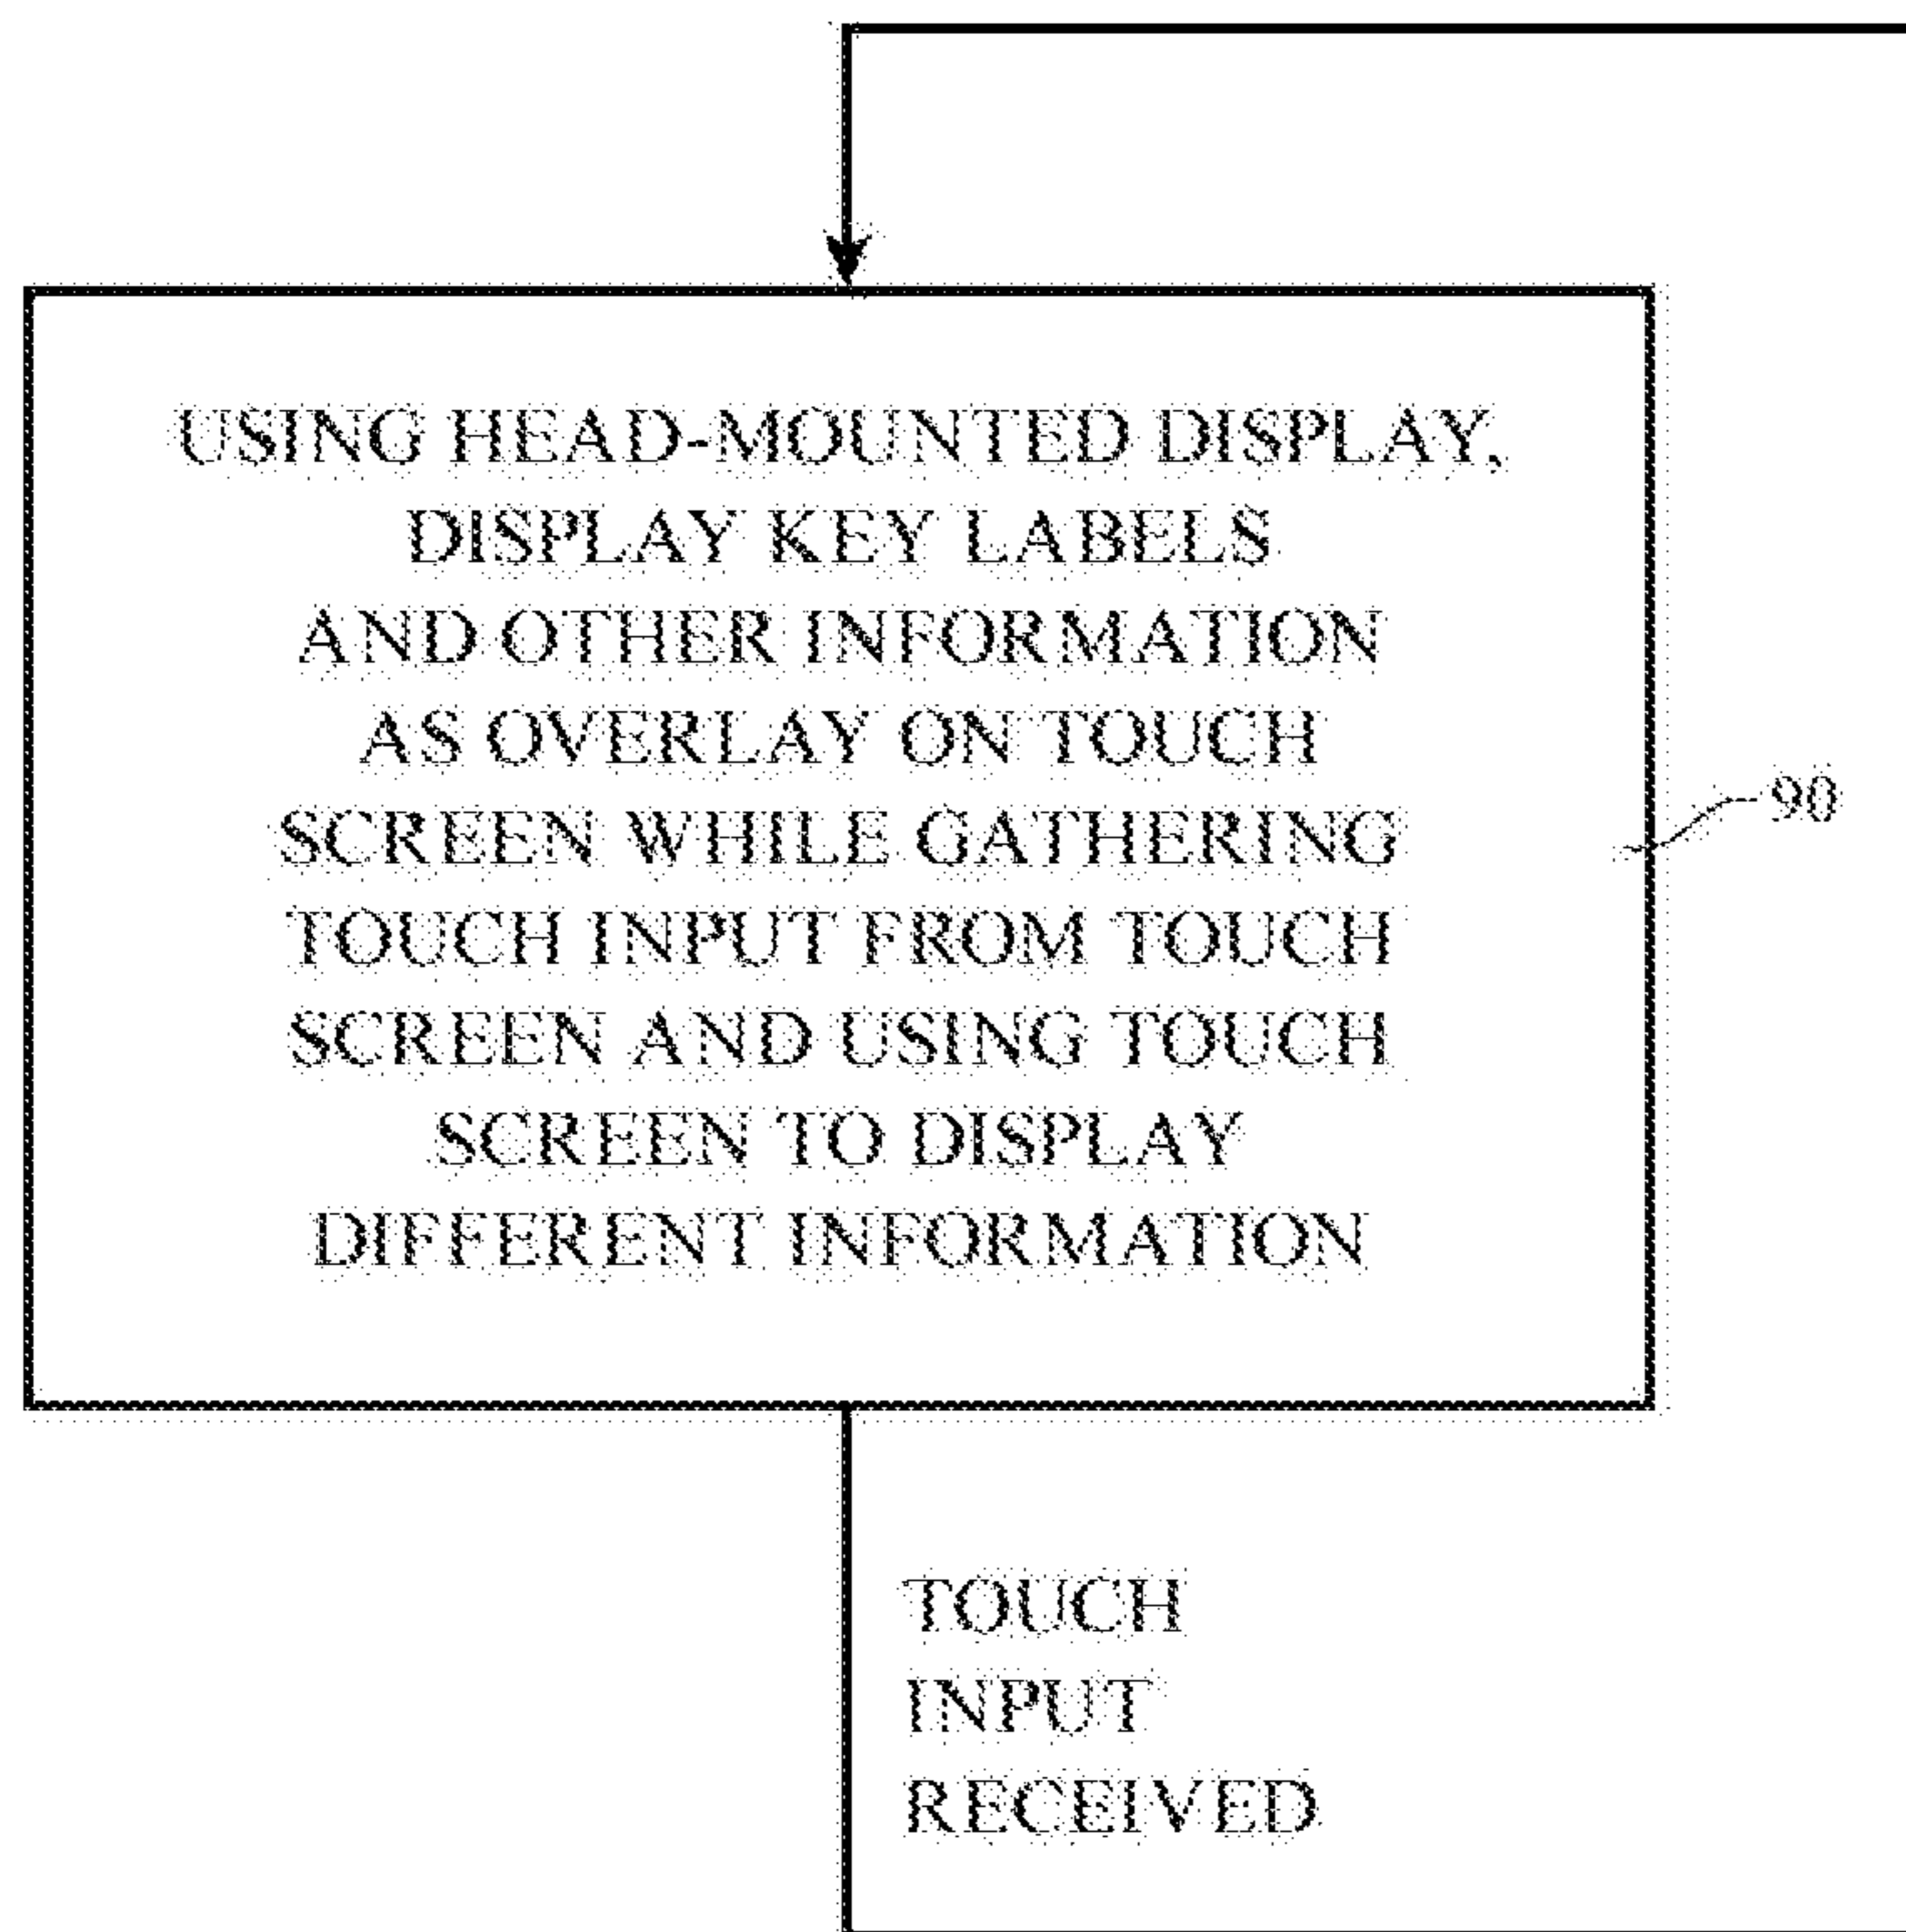 USING HEAD-MOUNTED DISPLAY,
DISPLAY KEY LABELS
AND OTHER INFORMATION
AS OVERLAY ON TOUCH
SCREEN WHILE GATHERING
TOUCH INPUT FROM TOUCH
SCREEN AND USING TOUCH
SCREEN TO DISPLAY
DIFFERENT INFORMATION
90
TOUCH
INPUT
RECEIVED